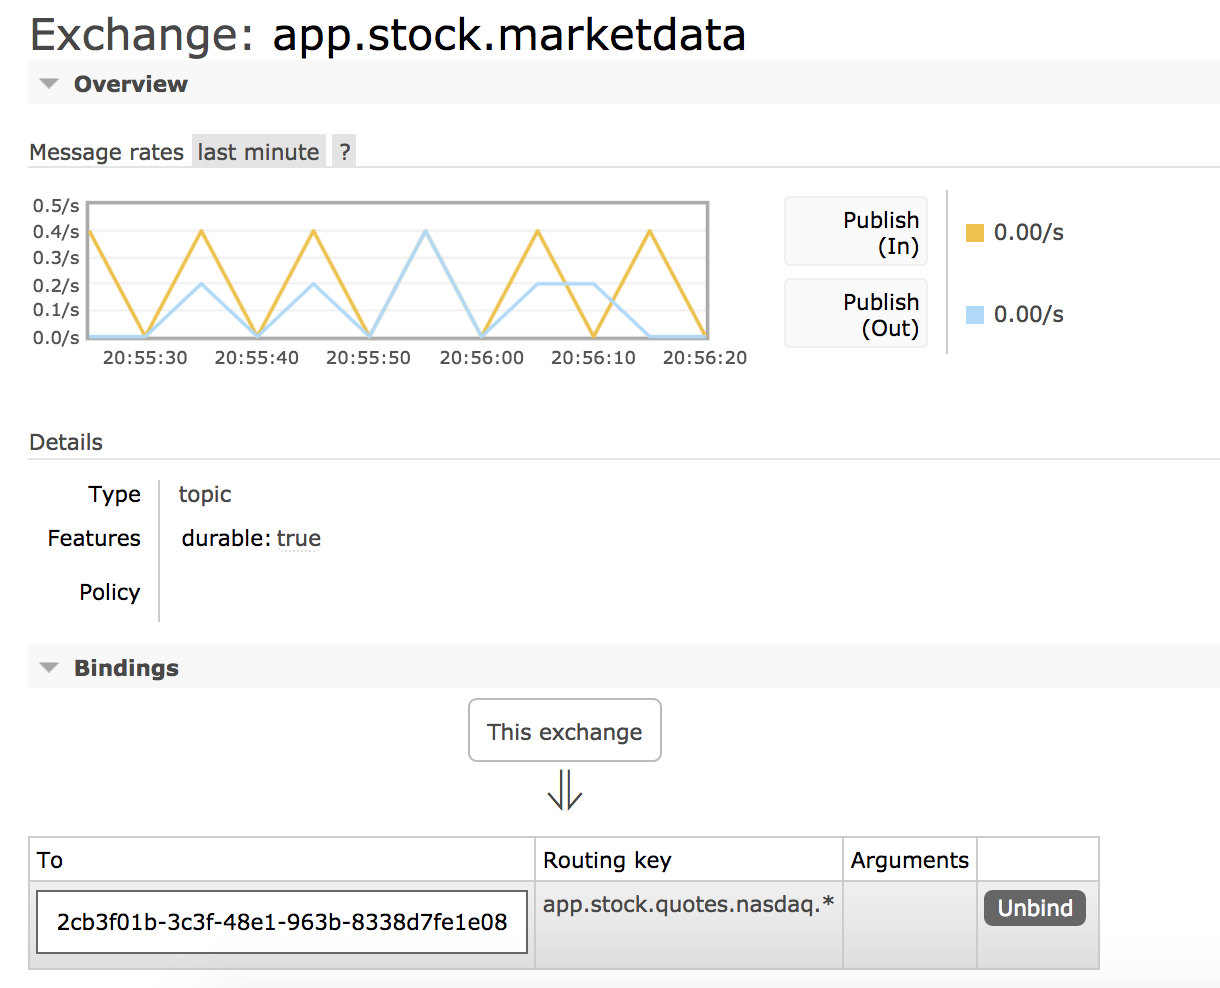 Exchange: app.stock.marketdata
Overview
Message rates last minute ?
0.5/s
0.4/s
0.3/s
0.2/s
0.1/s
0.0/s
20:55:30 20:55:40 20:55:50 20:56:00 20:56:10 20:56:20
Publish
(In)
0.00/s
Publish
(Out)
0.00/s
Details
Type topic
Features durable: true
Policy
Bindings
This exchange
To Routing key Arguments
2cb3f01b-3c3f-48e1-963b-8338d7fe1e08 app.stock.quotes.nasdaq.* Unbind